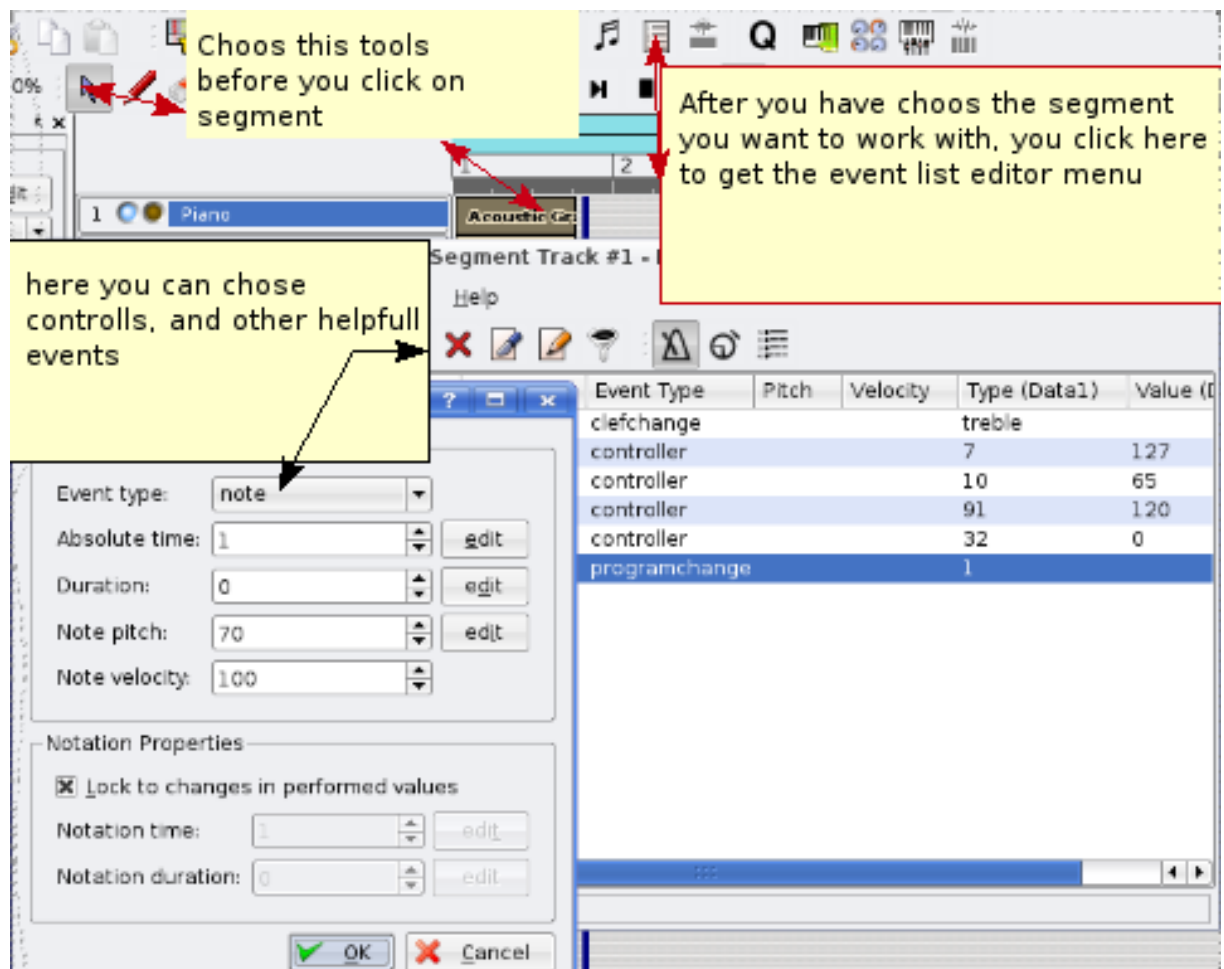 Choos this tools
before you click on
segment
Q
0%
After you have choos the segment
you want to work with, you click here
to get the event list editor menu
1 2
1 Piano
Acoustic Gr
Segment Track #1 -
Help
here you can chose
controlls, and other helpfull
events
Event Type Pitch Velocity Type (Data1) Value (D
clefchange treble
controller 7 127
controller 10 65
controller 91 120
controller 32 0
programchange 1
Event type: note
Absolute time: 1 edit
Duration: 0 edit
Note pitch: 70 edit
Note velocity: 100
Notation Properties
Lock to changes in performed values
Notation time: 1 edit
Notation duration: 0 edit
OK Cancel